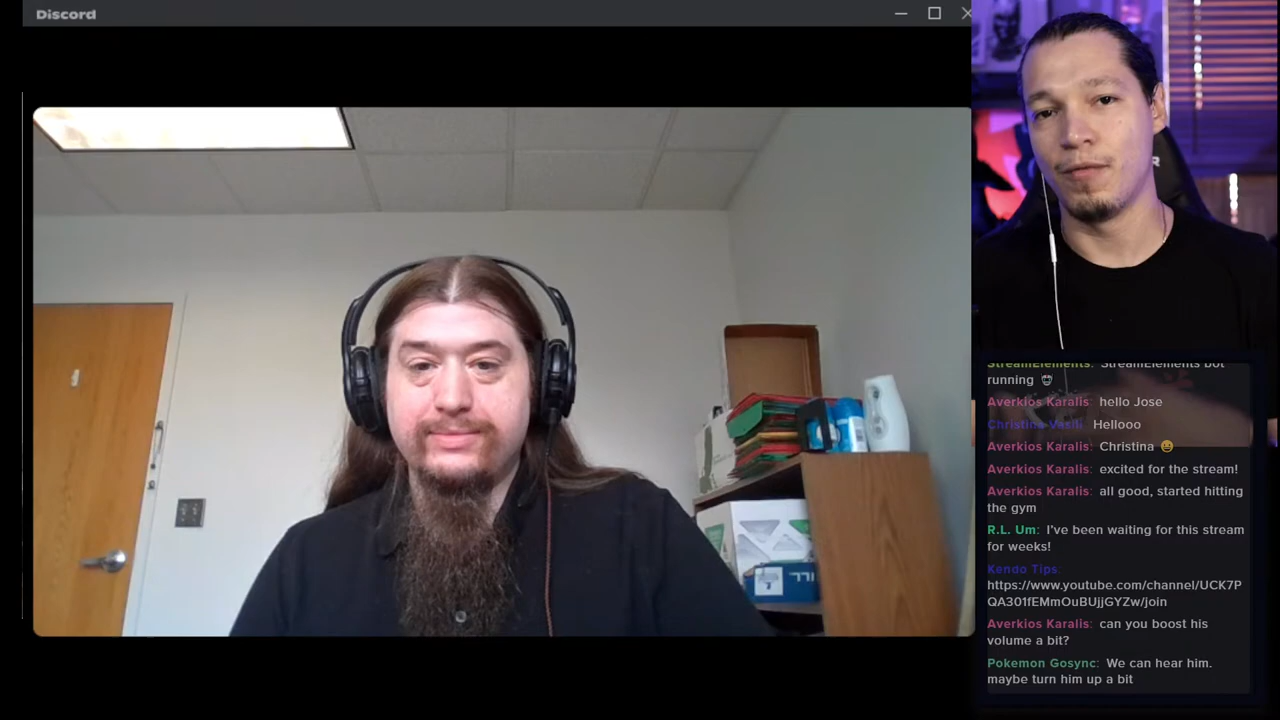 Discord
R
StreamElements: StreamElements bot
running
Averkios Karalis: hello Jose
Christina Vasili: Hellooo
Averkios Karalis: Christina 😆
Averkios Karalis: excited for the stream!
Averkios Karalis: all good, started hitting
the gym
R.L. Um: I've been waiting for this stream
for weeks!
Kendo Tips:
https://www.youtube.com/channel/UCK7P
QA301fEMmOuBUjjGYZw/join
Averkios Karalis: can you boost his
volume a bit?
Pokemon Gosync: We can hear him.
maybe turn him up a bit